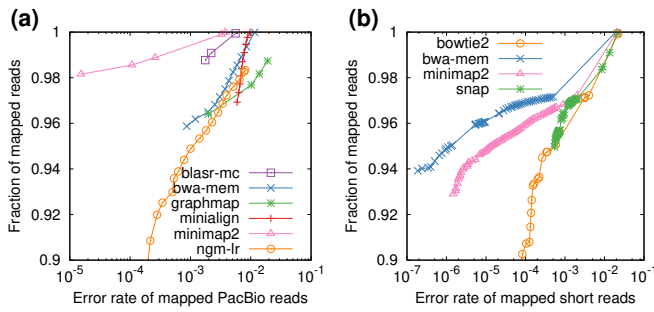 (a)
Fraction of mapped reads
1
0.98
0.96
0.94
0.92
0.9
blasr-mc
bwa-mem
graphmap
minialign
minimap2
ngm-lr
10-5 10-4 10-3 10-2 10-1
Error rate of mapped PacBio reads
(b)
Fraction of mapped reads
1
0.98
0.96
0.94
0.92
0.9
bowtie2
bwa-mem
minimap2
snap
10-7 10-6 10-5 10-4 10-3 10-2 10-1
Error rate of mapped short reads